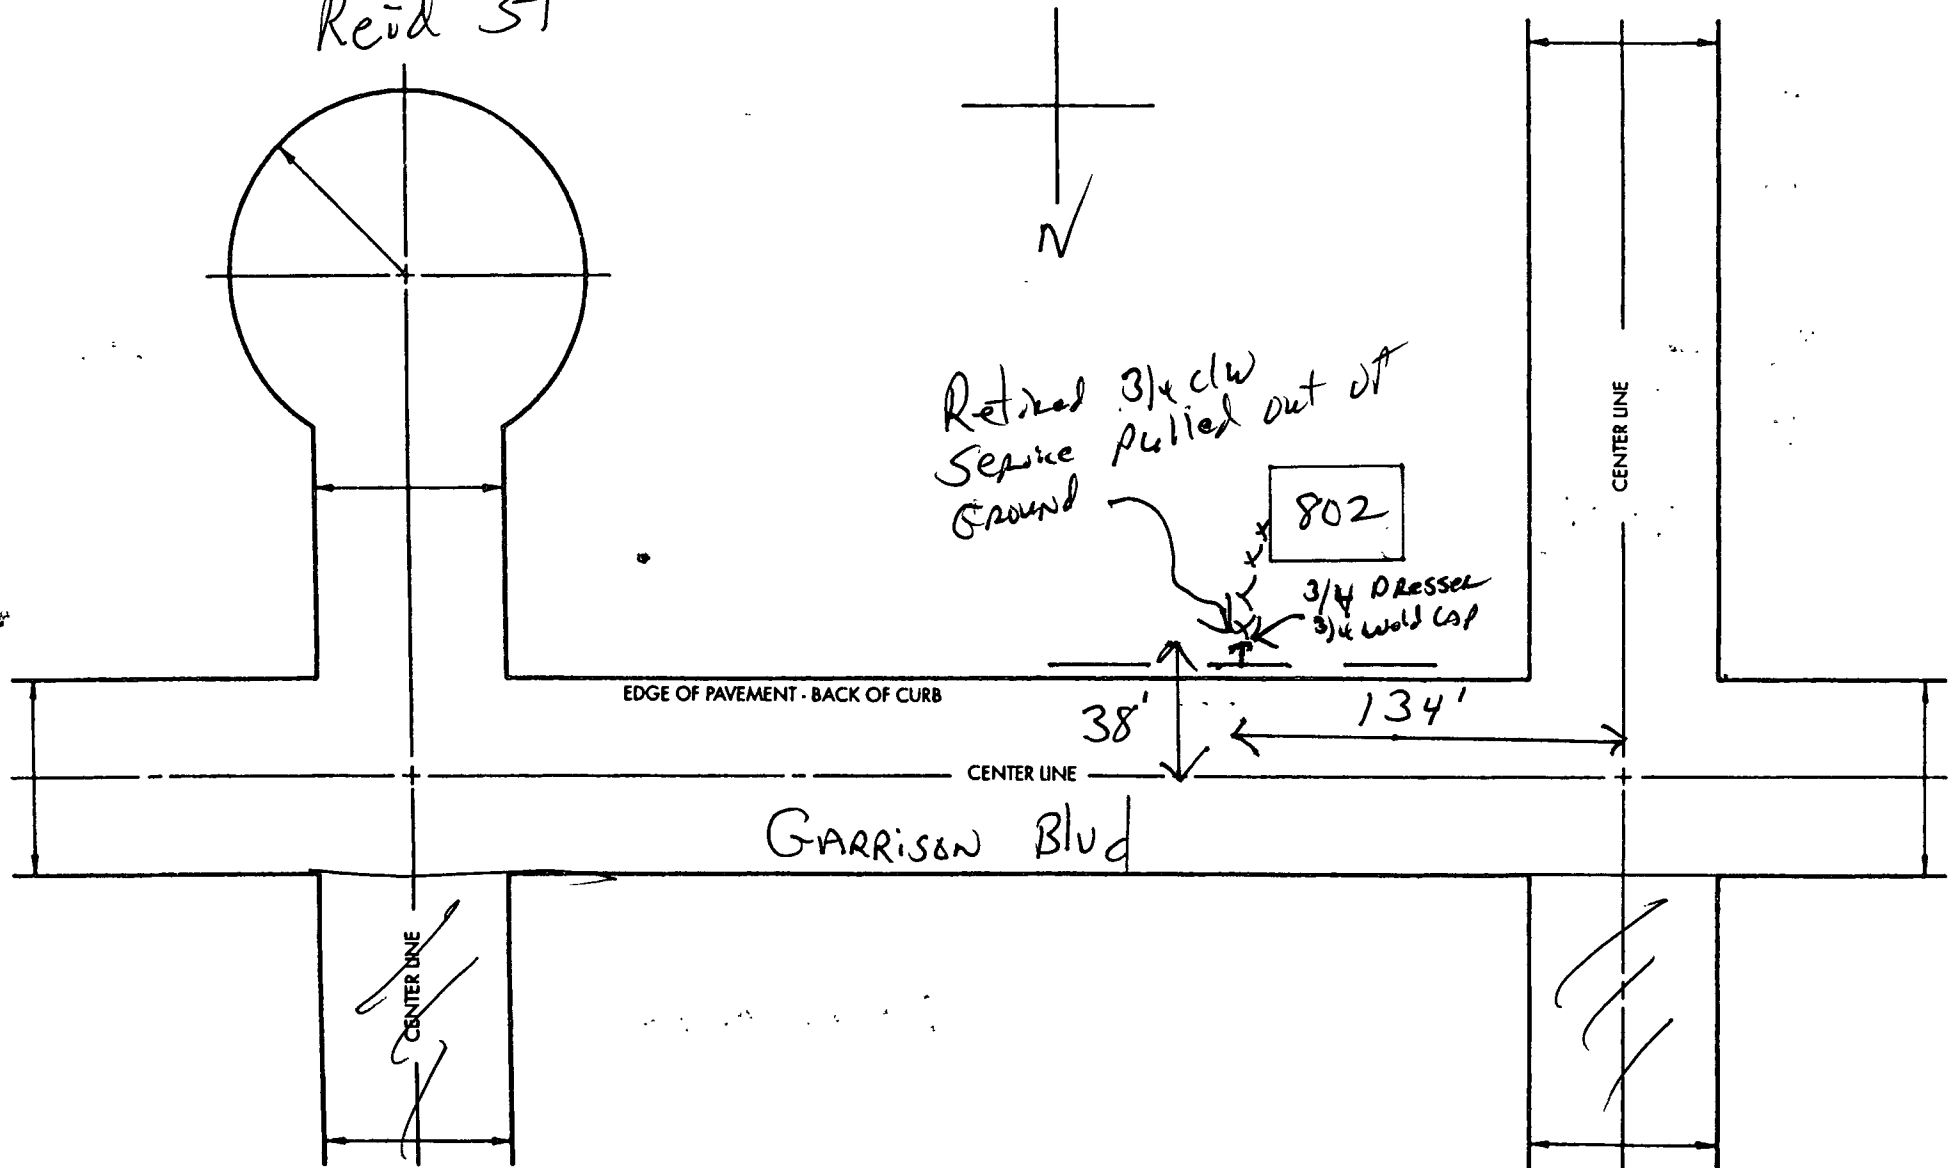 Reid St
N
Retired 3/4 c/w
Service pulled out of
GROUND
802
3/4 DRESSER
3/4 weld CAP
CENTER LINE
EDGE OF PAVEMENT - BACK OF CURB
38'
134'
CENTER LINE
GARRISON Blvd
CENTER LINE